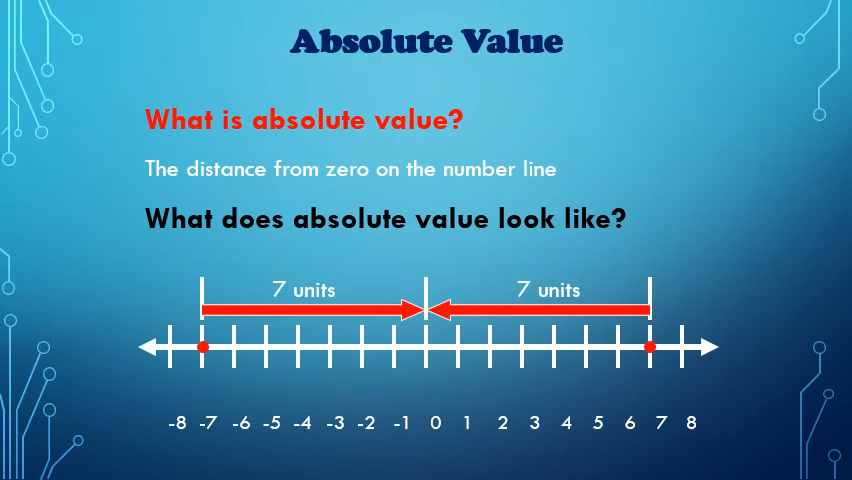 Absolute Value
What is absolute value?
The distance from zero on the number line
What does absolute value look like?
7 units 7 units
-8 -7 -6 -5 -4 -3 -2 -1 0 1 2 3 4 5 6 7 8